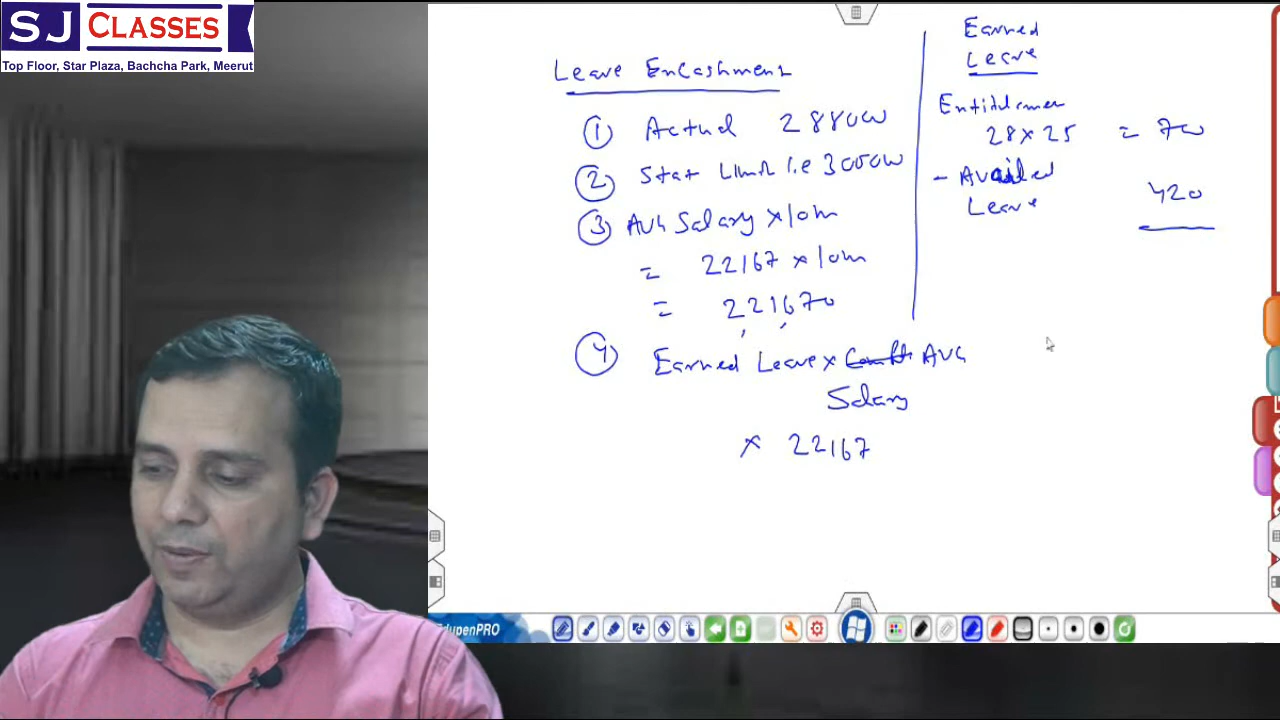 SJ CLASSES
Top Floor, Star Plaza, Bachcha Park, Meerut
Leave Encashment
① Actual 288000
② Stat Limit i.e 300000
③ Avg Salary x 10m
= 22167 x 10m
= 221670
④ Earned Leave x Avg
Salary
x 22167
Earned
Leave
Entitlemen
28 x 25 = 700
- Availed
Leave 420
EdupenPRO